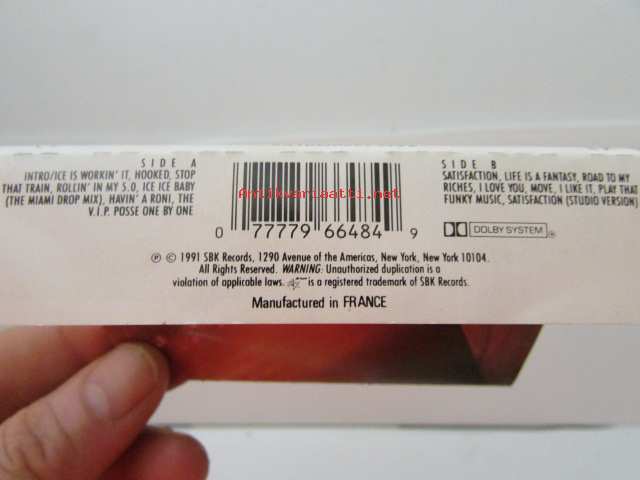 SIDE A
INTRO/ICE IS WORKIN' IT, HOOKED, STOP
THAT TRAIN, ROLLIN' IN MY 5.0, ICE ICE BABY
(THE MIAMI DROP MIX), HAVIN' A RONI, THE
V.I.P. POSSE ONE BY ONE
Antikvariaatti.net
0 77779 66484 9
SIDE B
SATISFACTION, LIFE IS A FANTASY, ROAD TO MY
RICHES, I LOVE YOU, MOVE, I LIKE IT, PLAY THAT
FUNKY MUSIC, SATISFACTION (STUDIO VERSION)
DOLBY SYSTEM ®
℗ © 1991 SBK Records, 1290 Avenue of the Americas, New York, New York 10104.
All Rights Reserved. WARNING: Unauthorized duplication is a
violation of applicable laws. is a registered trademark of SBK Records.
Manufactured in FRANCE